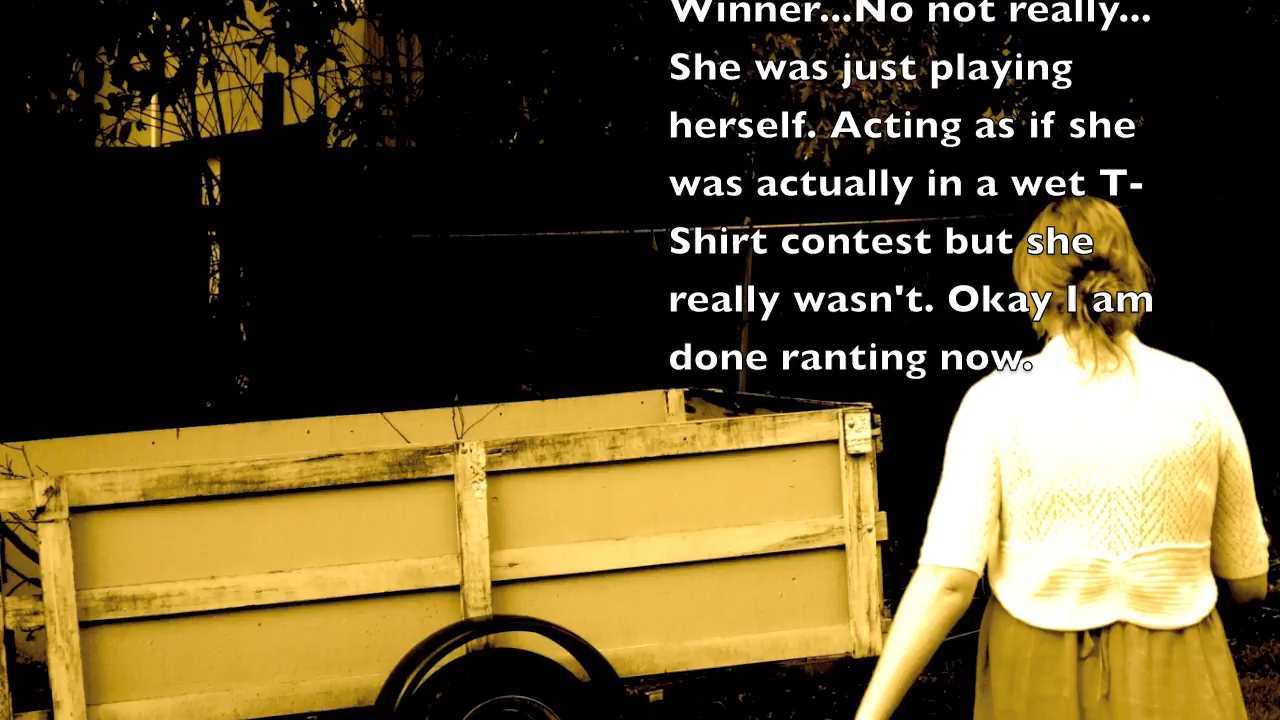 Winner...No not really...
She was just playing
herself. Acting as if she
was actually in a wet T-
Shirt contest but she
really wasn't. Okay I am
done ranting now.